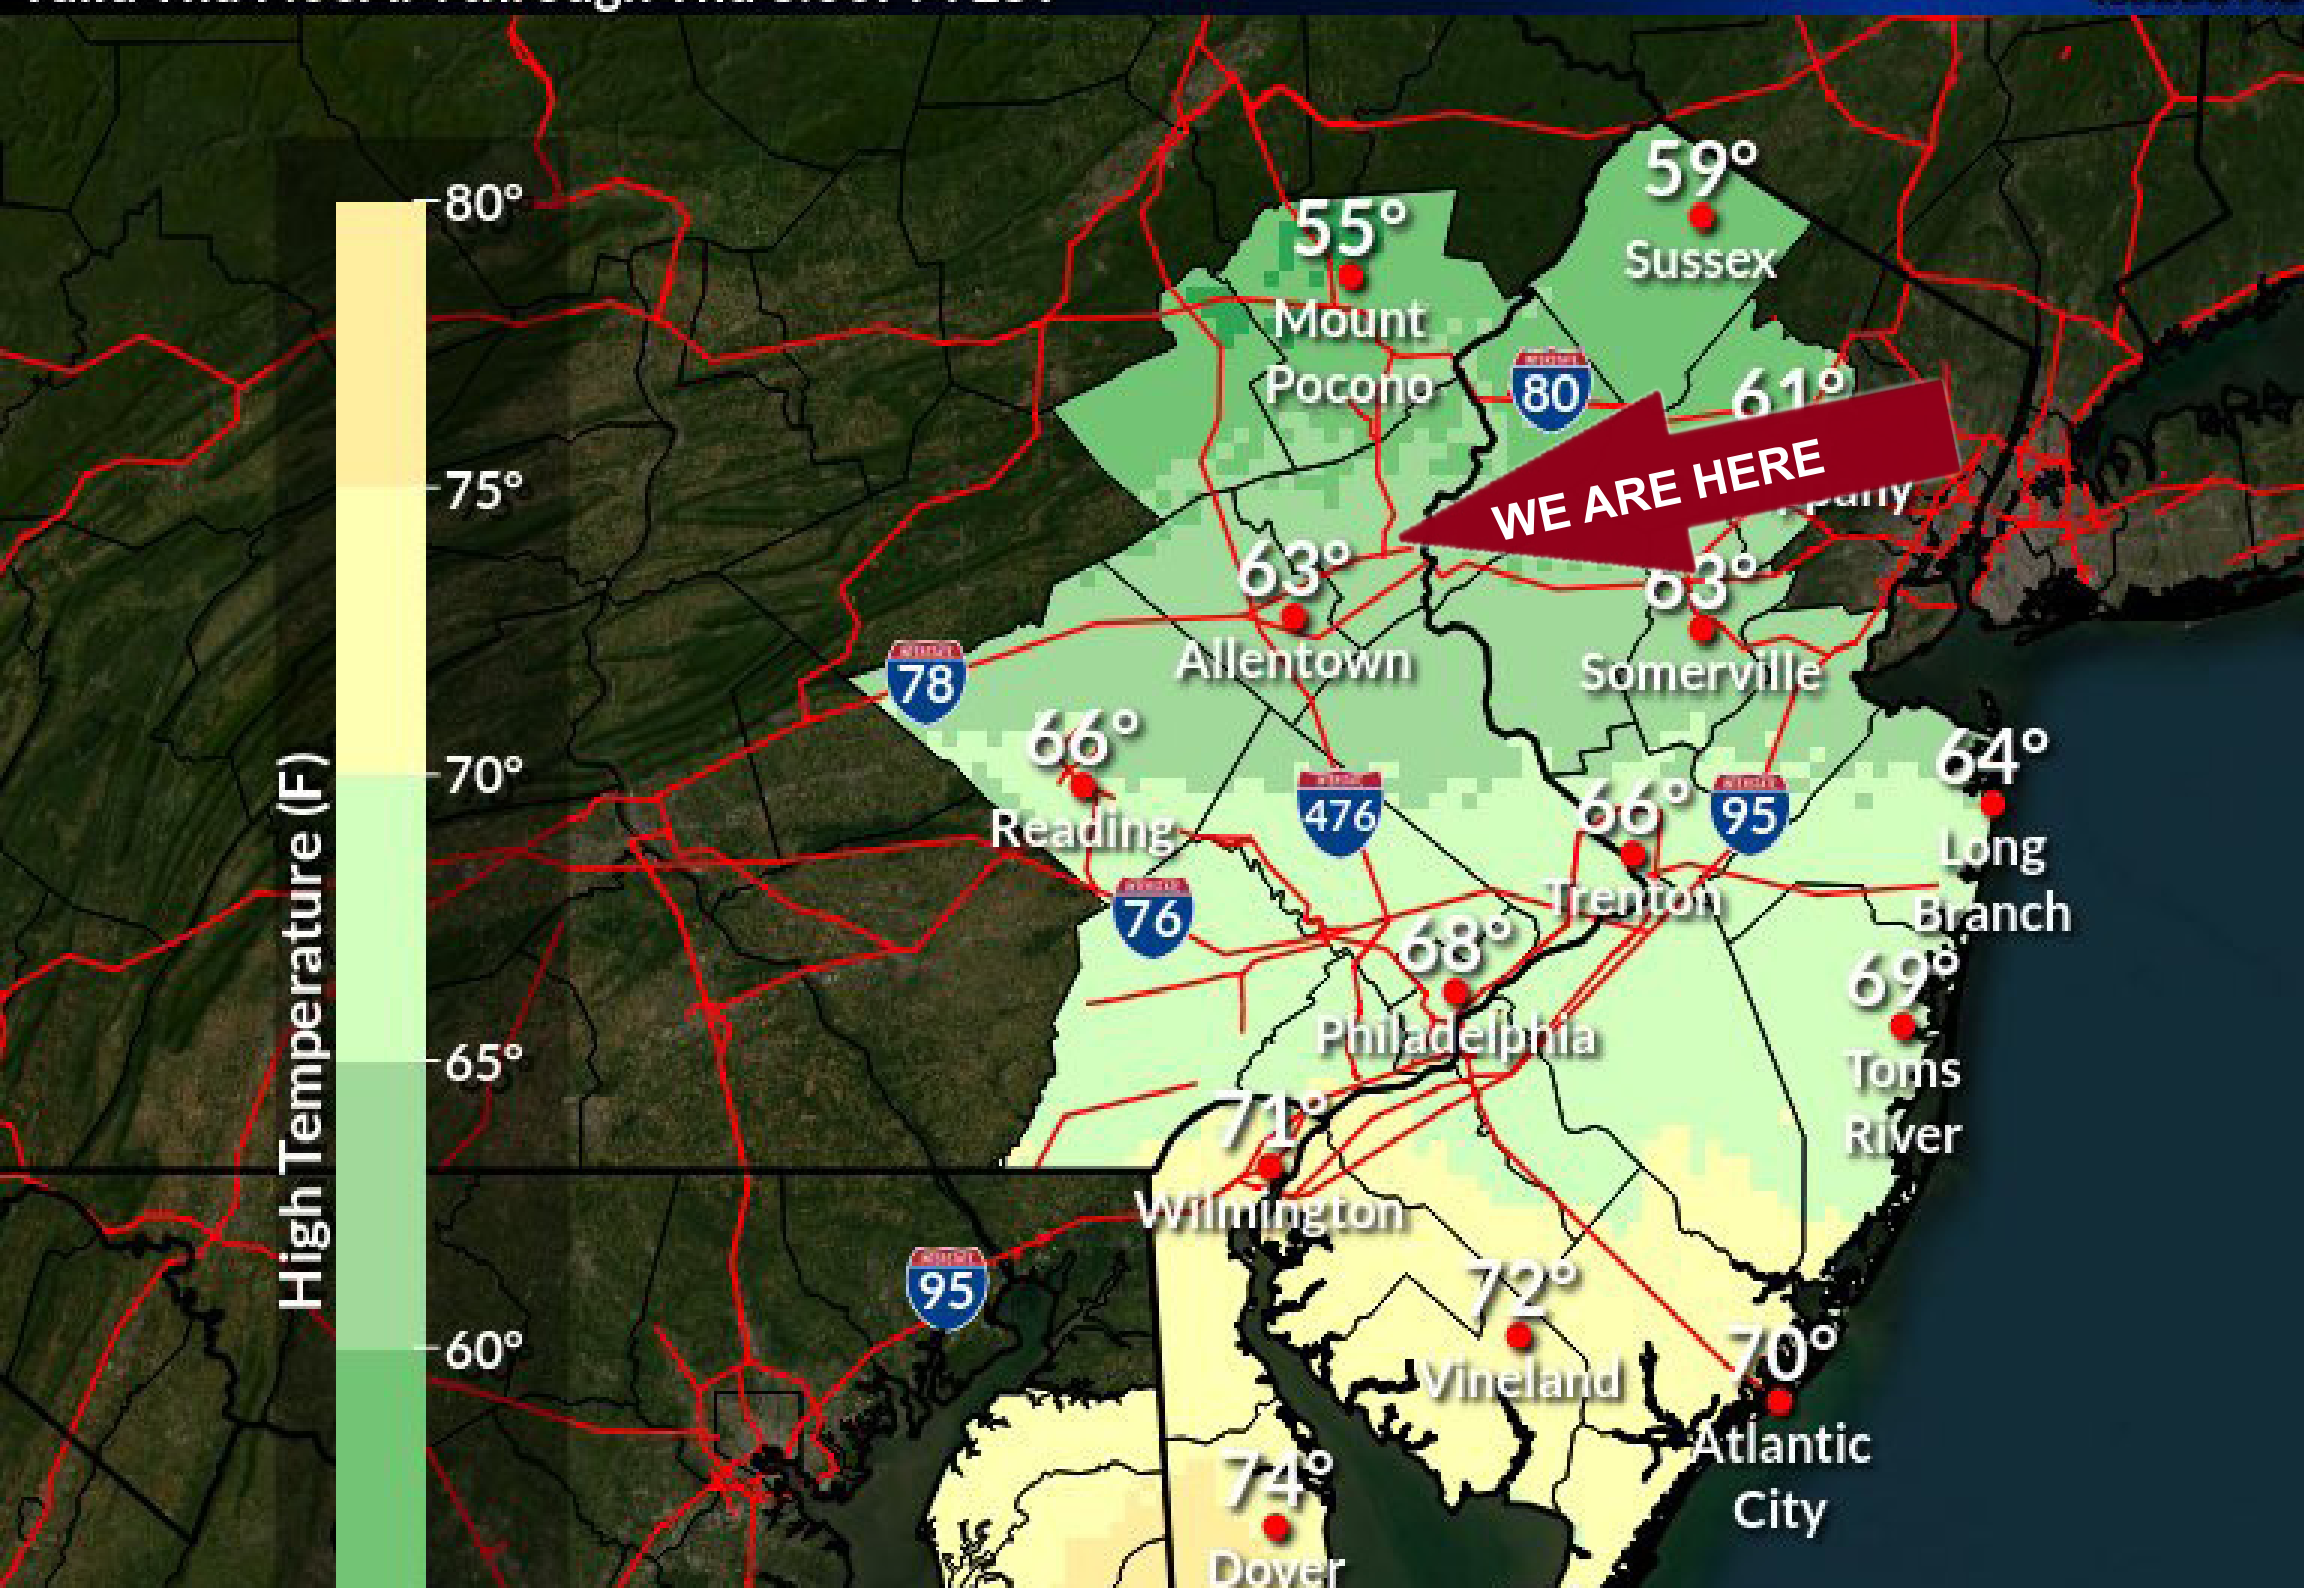 80°
75°
70°
65°
60°
High Temperature (F)
59°
Sussex
55°
Mount
Pocono
80
61°
WE ARE HERE
63°
Allentown
63°
Somerville
78
66°
Reading
476
66°
Trenton
95
64°
Long
Branch
76
68°
Philadelphia
69°
Toms
River
71°
Wilmington
95
72°
Vineland
70°
Atlantic
City
74°
Dover